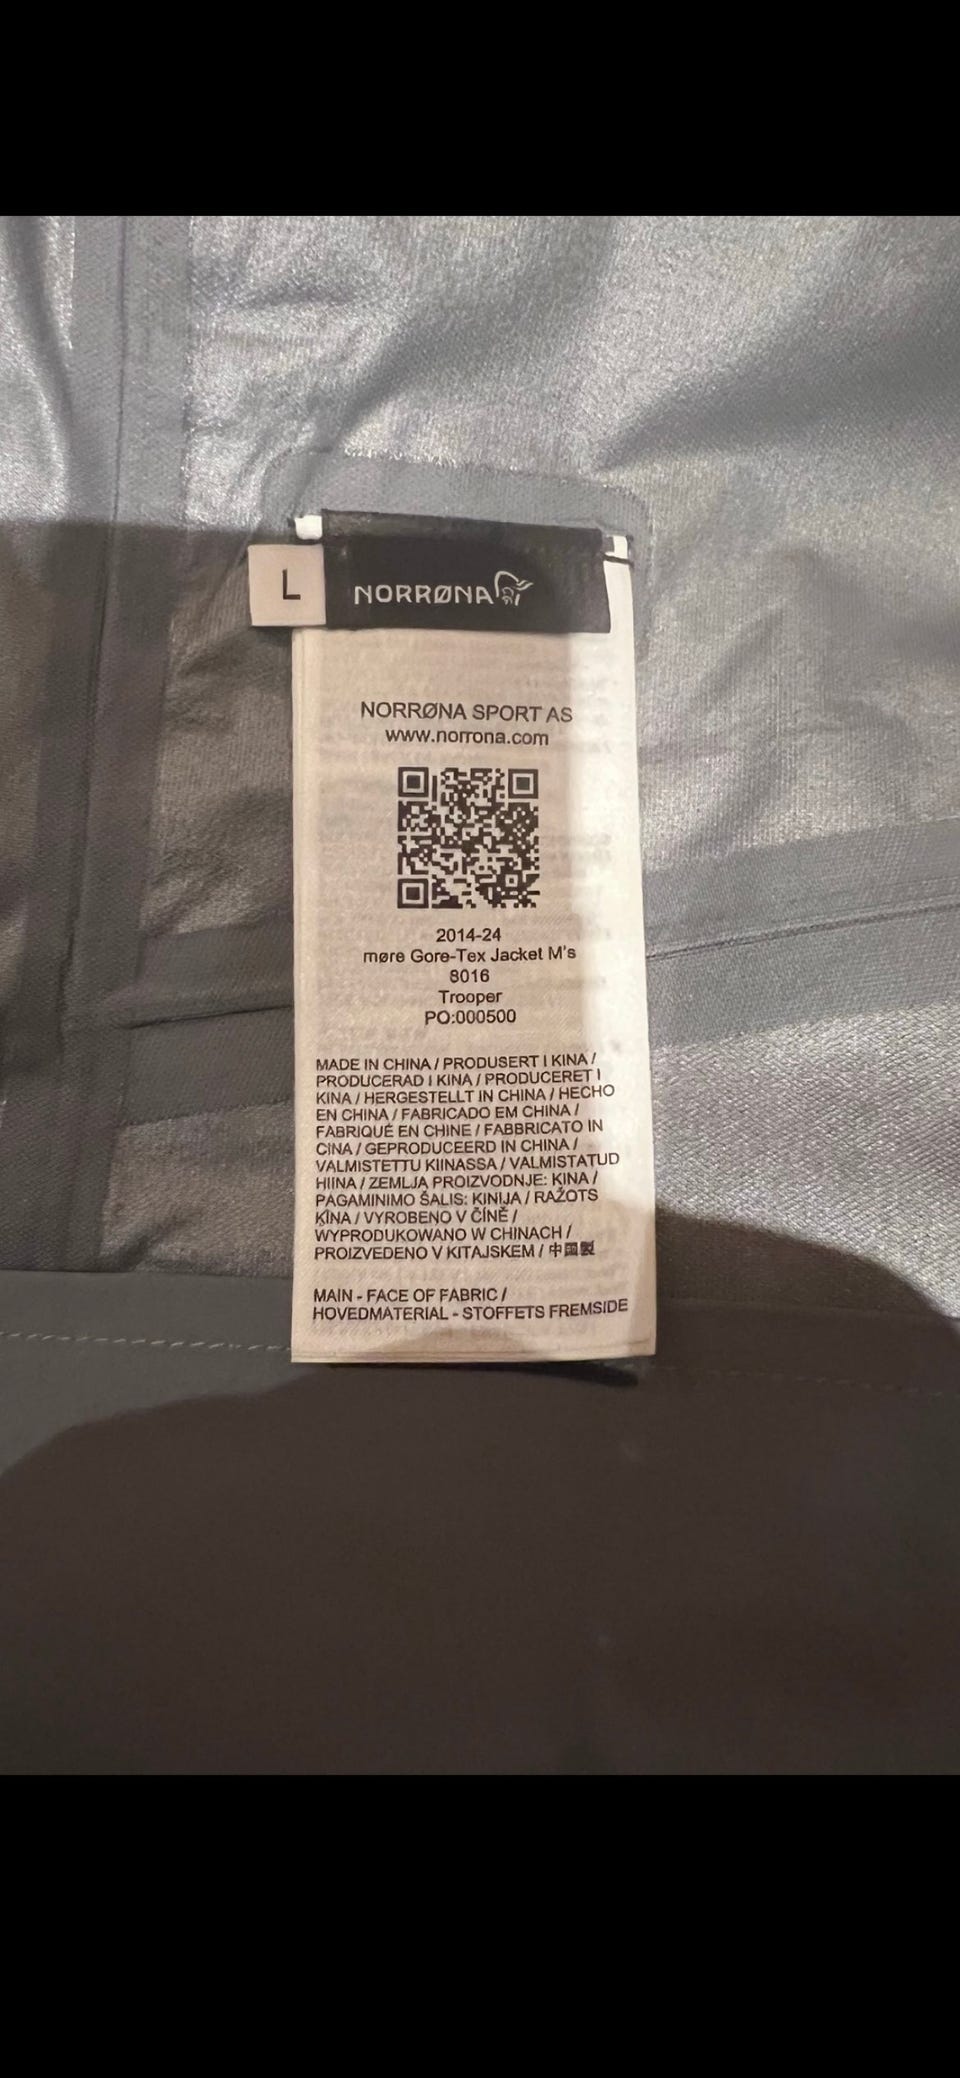 L
NORRØNA
NORRØNA SPORT AS
www.norrona.com
2014-24
møre Gore-Tex Jacket M's
8016
Trooper
PO:000500
MADE IN CHINA / PRODUSERT I KINA /
PRODUCERAD I KINA / PRODUCERET I
KINA / HERGESTELLT IN CHINA / HECHO
EN CHINA / FABRICADO EM CHINA /
FABRIQUÉ EN CHINE / FABBRICATO IN
CINA / GEPRODUCEERD IN CHINA /
VALMISTETTU KIINASSA / VALMISTATUD
HIINA / ZEMLJA PROIZVODNJE: KINA /
PAGAMINIMO ŠALIS: KINIJA / RAŽOTS
ĶĪNA / VYROBENO V ČÍNĚ /
WYPRODUKOWANO W CHINACH /
PROIZVEDENO V KITAJSKEM / 中國製
MAIN - FACE OF FABRIC /
HOVEDMATERIAL - STOFFETS FREMSIDE